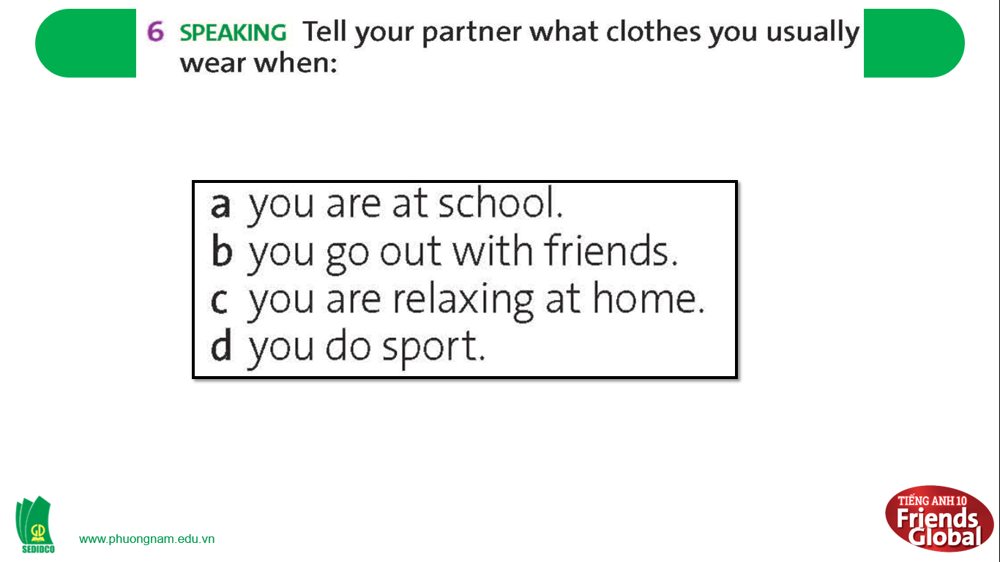 6 SPEAKING Tell your partner what clothes you usually
wear when:
a you are at school.
b you go out with friends.
c you are relaxing at home.
d you do sport.
GD
SEDIDCO
www.phuongnam.edu.vn
TIẾNG ANH 10
Friends
Global